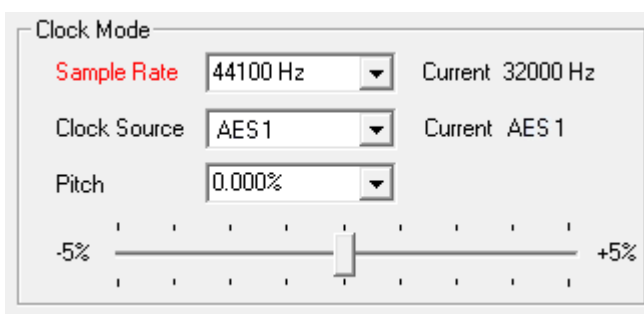 Clock Mode
Sample Rate 44100 Hz Current 32000 Hz
Clock Source AES1 Current AES1
Pitch 0.000%
-5% +5%